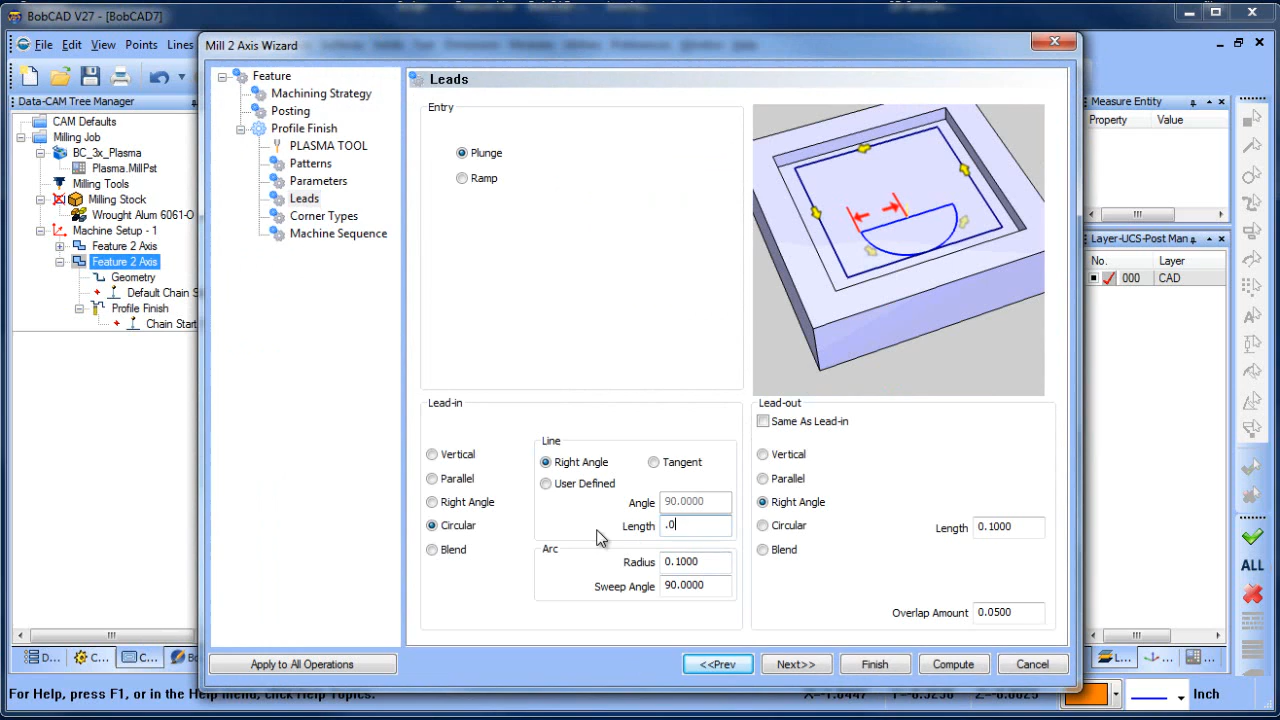 BobCAD V27 - [BobCAD7]
File Edit View Points Lines
Data-CAM Tree Manager
CAM Defaults
Milling Job
BC_3x_Plasma
Plasma.MillPst
Milling Tools
Milling Stock
Wrought Alum 6061-O
Machine Setup - 1
Feature 2 Axis
Feature 2 Axis
Geometry
Default Chain S
Profile Finish
Chain Start
D... C... C... Bo
Mill 2 Axis Wizard
Feature
Machining Strategy
Posting
Profile Finish
PLASMA TOOL
Patterns
Parameters
Leads
Corner Types
Machine Sequence
Apply to All Operations
Leads
Entry
Plunge
Ramp
Lead-in
Vertical
Parallel
Right Angle
Circular
Blend
Line
Right Angle Tangent
User Defined
Angle 90.0000
Length .0
Arc
Radius 0.1000
Sweep Angle 90.0000
Lead-out
Same As Lead-in
Vertical
Parallel
Right Angle
Circular
Blend
Length 0.1000
Overlap Amount 0.0500
<<Prev Next>> Finish Compute Cancel
Measure Entity
Property Value
Layer-UCS-Post Man
No. Layer
000 CAD
L...
ALL
For Help, press F1, or in the Help menu, click Help Topics.
Inch